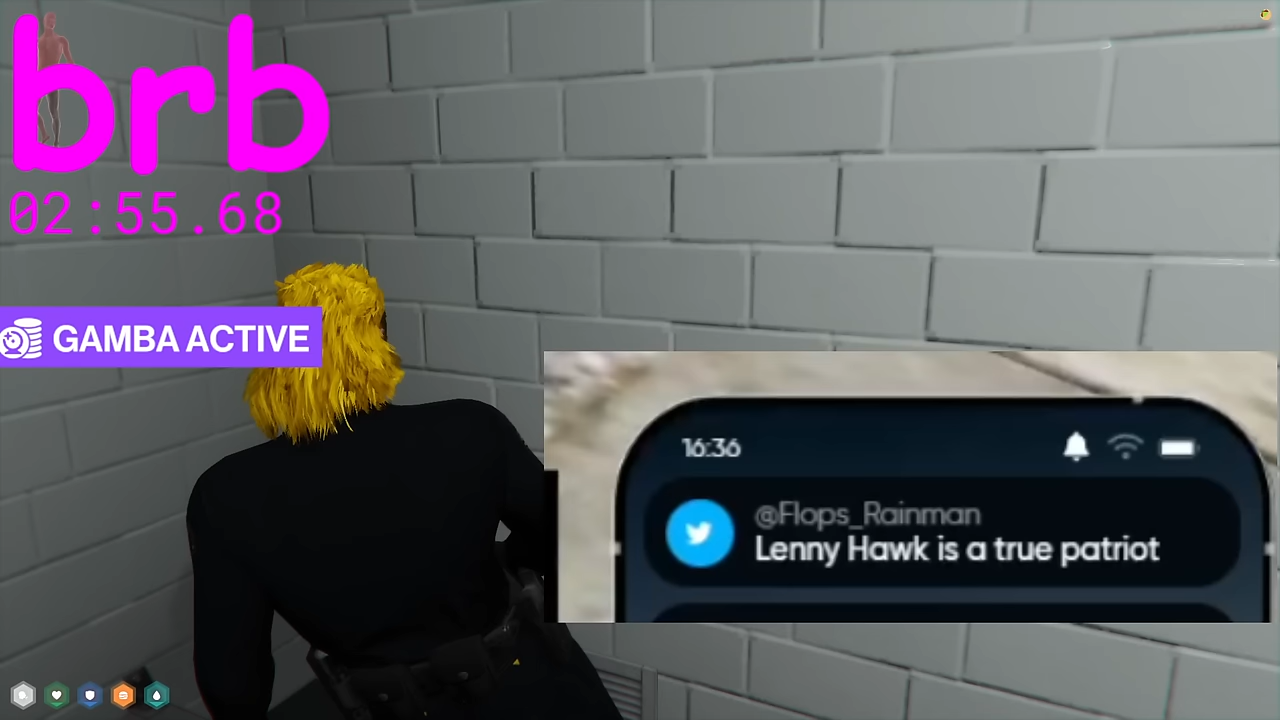 brb
02:55.68
GAMBA ACTIVE
16:36
@Flops_Rainman
Lenny Hawk is a true patriot